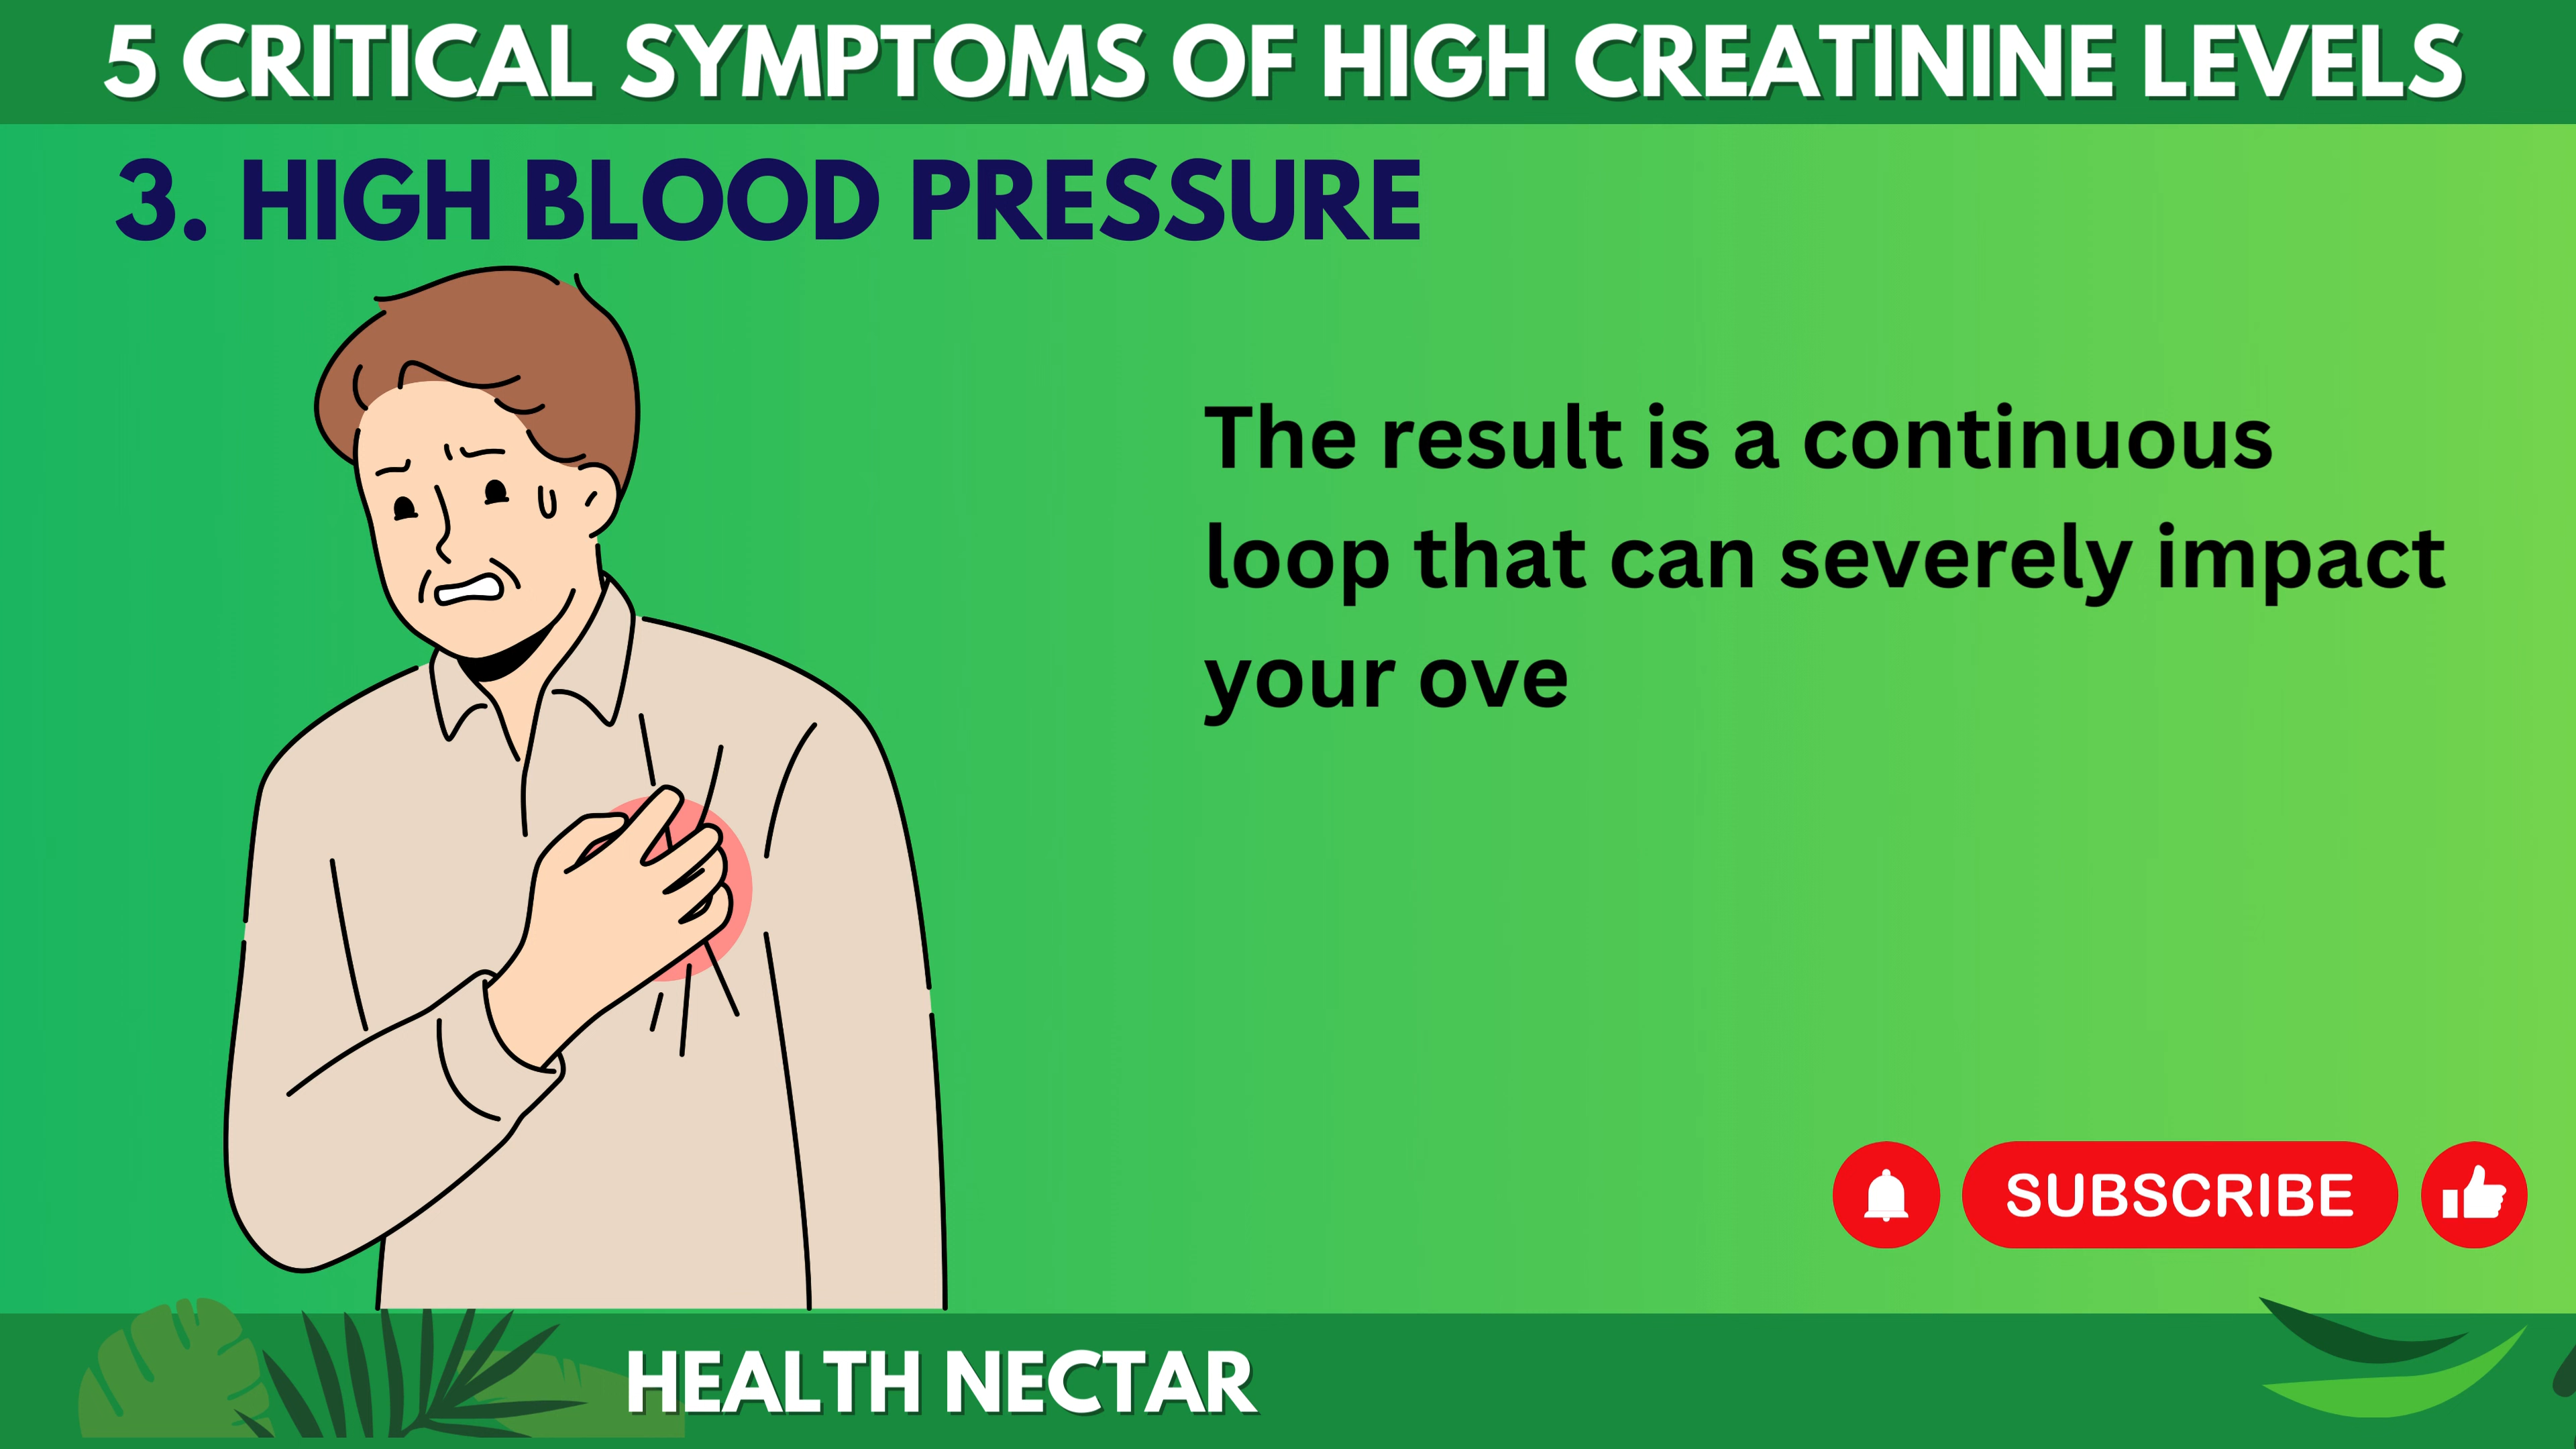 5 CRITICAL SYMPTOMS OF HIGH CREATININE LEVELS
3. HIGH BLOOD PRESSURE
The result is a continuous
loop that can severely impact
your ove
SUBSCRIBE
HEALTH NECTAR